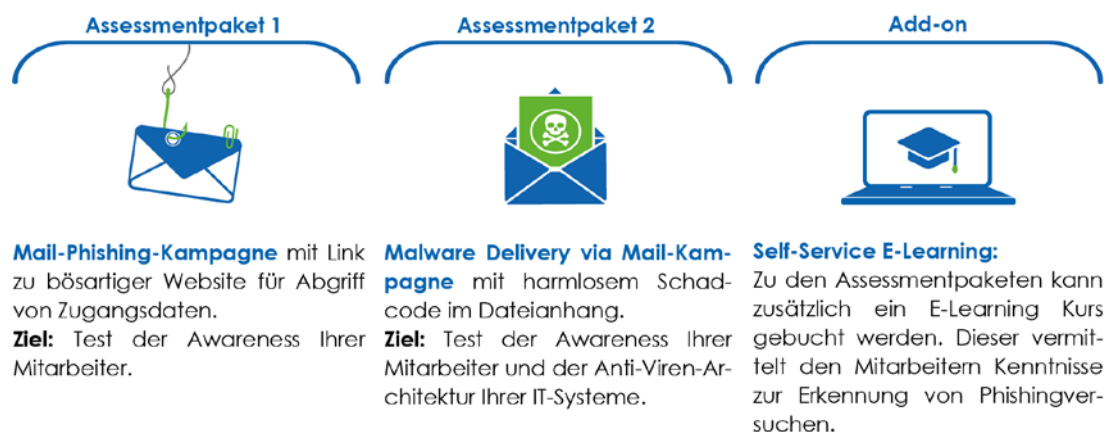 Assessmentpaket 1
Mail-Phishing-Kampagne mit Link
zu bösartiger Website für Abgriff
von Zugangsdaten.
Ziel: Test der Awareness Ihrer
Mitarbeiter.
Assessmentpaket 2
Malware Delivery via Mail-Kam-
pagne mit harmlosem Schad-
code im Dateianhang.
Ziel: Test der Awareness Ihrer
Mitarbeiter und der Anti-Viren-Ar-
chitektur Ihrer IT-Systeme.
Add-on
Self-Service E-Learning:
Zu den Assessmentpaketen kann
zusätzlich ein E-Learning Kurs
gebucht werden. Dieser vermit-
telt den Mitarbeitern Kenntnisse
zur Erkennung von Phishingver-
suchen.